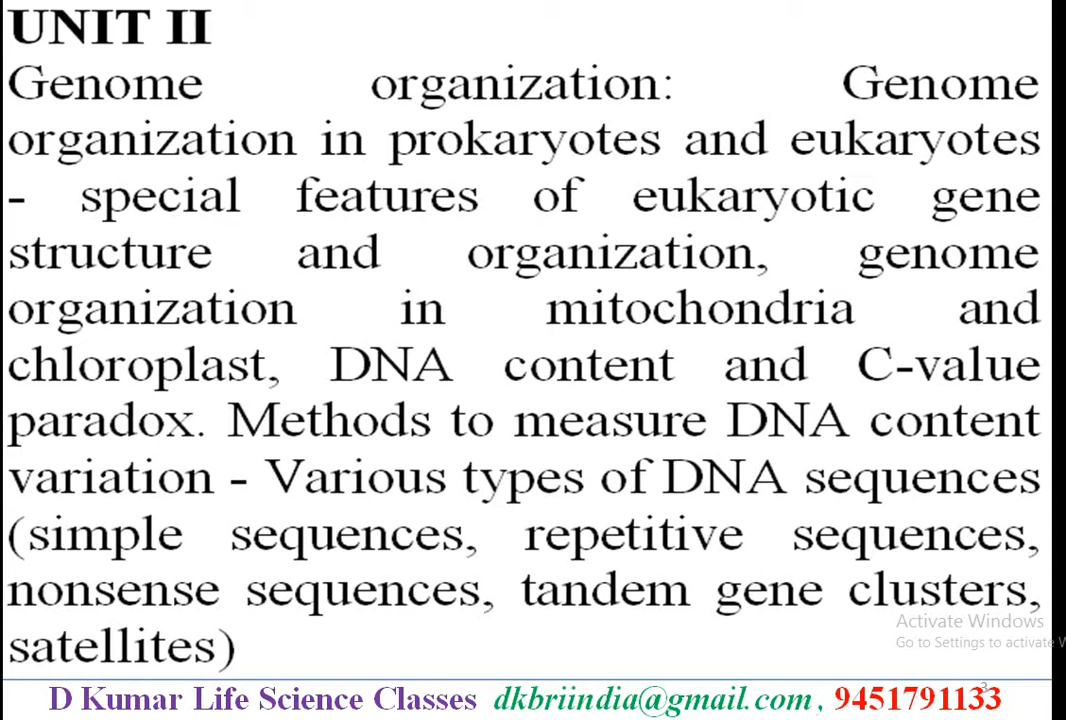 UNIT II
Genome organization: Genome
organization in prokaryotes and eukaryotes
- special features of eukaryotic gene
structure and organization, genome
organization in mitochondria and
chloroplast, DNA content and C-value
paradox. Methods to measure DNA content
variation - Various types of DNA sequences
(simple sequences, repetitive sequences,
nonsense sequences, tandem gene clusters,
satellites)
Activate Windows
Go to Settings to activate W
3
D Kumar Life Science Classes dkbriindia@gmail.com, 9451791133